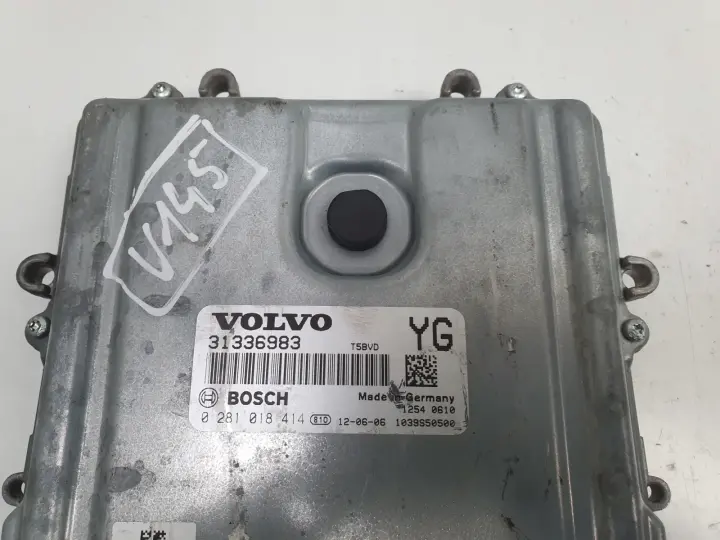 V145
VOLVO YG
31336983 T5BVD
BOSCH Made in Germany
1254 0610
0 281 018 414 810 12-06-06 1039S50500